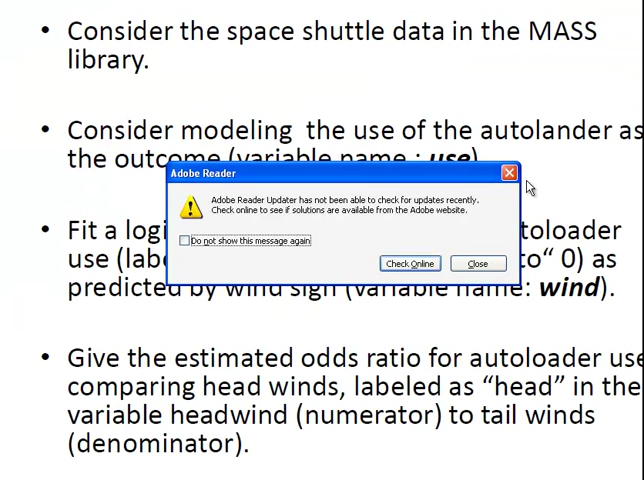 • Consider the space shuttle data in the MASS
library.
• Consider modeling the use of the autolander as
the outcome (variable name : use)
Adobe Reader
Adobe Reader Updater has not been able to check for updates recently.
Check online to see if solutions are available from the Adobe website.
Do not show this message again
Check Online Close
• Fit a autoloader
use to“ 0) as
predicted by wind sign (variable name: wind).
• Give the estimated odds ratio for autoloader use
comparing head winds, labeled as “head” in the
variable headwind (numerator) to tail winds
(denominator).